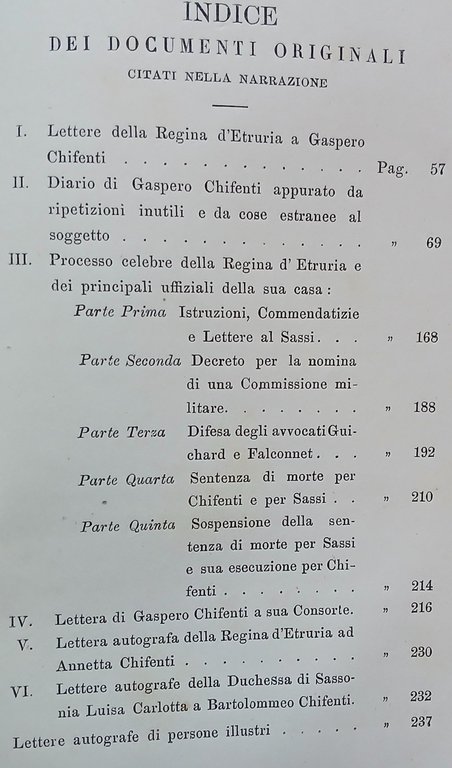 INDICE
DEI DOCUMENTI ORIGINALI
CITATI NELLA NARRAZIONE
I. Lettere della Regina d'Etruria a Gaspero
Chifenti . . . . . . . . . . . . . Pag. 57
II. Diario di Gaspero Chifenti appurato da
ripetizioni inutili e da cose estranee al
soggetto . . . . . . . . . . . . . " 69
III. Processo celebre della Regina d' Etruria e
dei principali uffiziali della sua casa :
Parte Prima Istruzioni, Commendatizie
e Lettere al Sassi. . . " 168
Parte Seconda Decreto per la nomina
di una Commissione mi-
litare. . . . . . . . " 188
Parte Terza Difesa degli avvocati Gui-
chard e Falconnet. . . " 192
Parte Quarta Sentenza di morte per
Chifenti e per Sassi . . " 210
Parte Quinta Sospensione della sen-
tenza di morte per Sassi
e sua esecuzione per Chi-
fenti . . . . . . . . " 214
IV. Lettera di Gaspero Chifenti a sua Consorte. " 216
V. Lettera autografa della Regina d'Etruria ad
Annetta Chifenti . . . . . . . . . . " 230
VI. Lettere autografe della Duchessa di Sasso-
nia Luisa Carlotta a Bartolommeo Chifenti. " 232
Lettere autografe di persone illustri . . . . . " 237